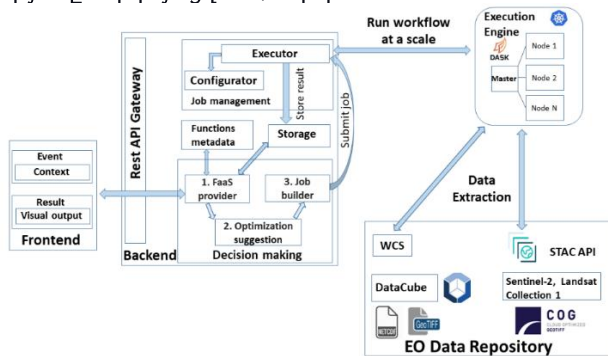 Run workflow
at a scale
Execution
Engine
DASK
Master
Node 1
Node 2
Node N
Executor
Configurator
Job management
Store result
Submit job
Rest API Gateway
Functions
metadata
Storage
1. FaaS
provider
3. Job
builder
2. Optimization
suggestion
Backend
Decision making
Event
Context
Result
Visual output
Frontend
Data
Extraction
WCS
STAC API
DataCube
Sentinel-2, Landsat
Collection 1
NETCDF
GeoTIFF
COG
CLOUD OPTIMIZED
GEOTIFF
EO Data Repository